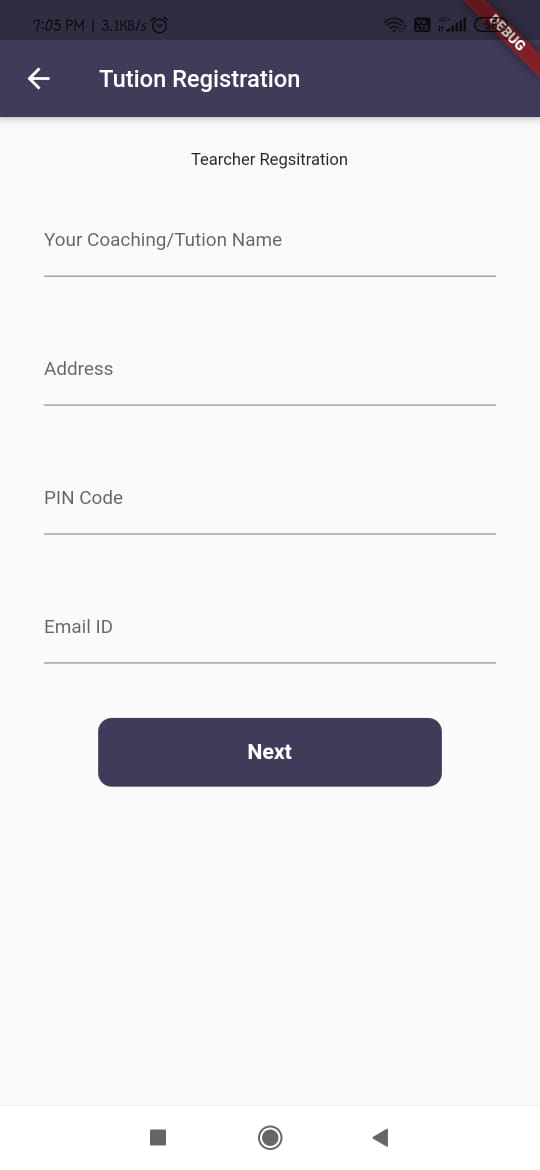 7:05 PM | 3.1KB/s
DEBUG
Tution Registration
Tearcher Regsitration
Your Coaching/Tution Name
Address
PIN Code
Email ID
Next